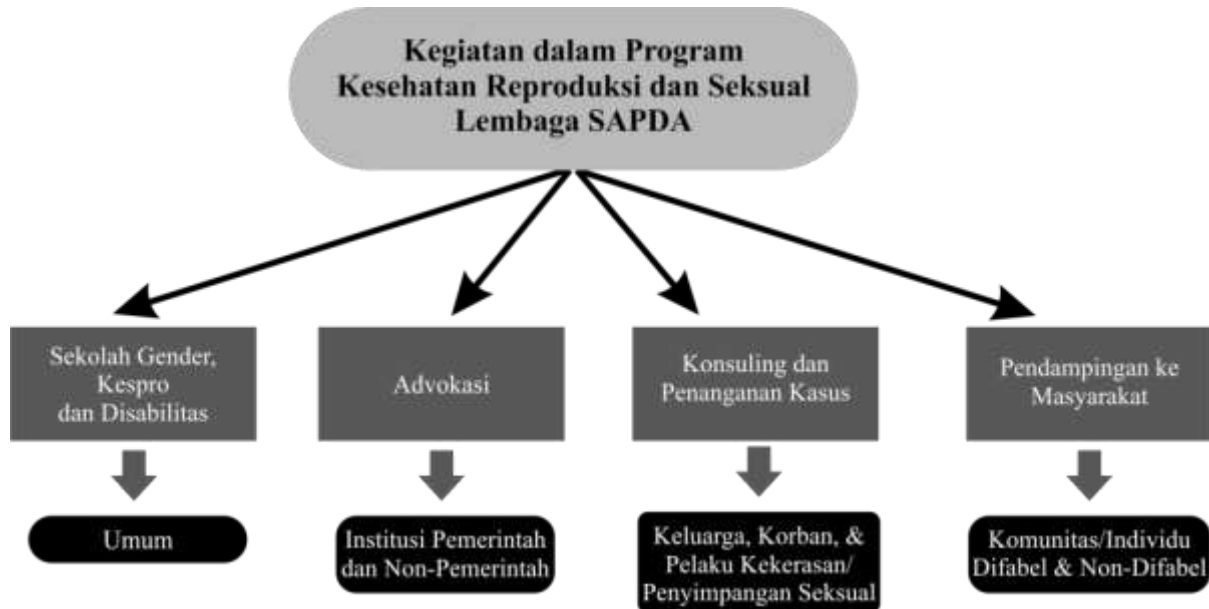 Kegiatan dalam Program
Kesehatan Reproduksi dan Seksual
Lembaga SAPDA
Sekolah Gender,
Kespro
dan Disabilitas
Advokasi
Konsuling dan
Penanganan Kasus
Pendampingan ke
Masyarakat
Umum
Institusi Pemerintah
dan Non-Pemerintah
Keluarga, Korban, &
Pelaku Kekerasan/
Penyimpangan Seksual
Komunitas/Individu
Difabel & Non-Difabel